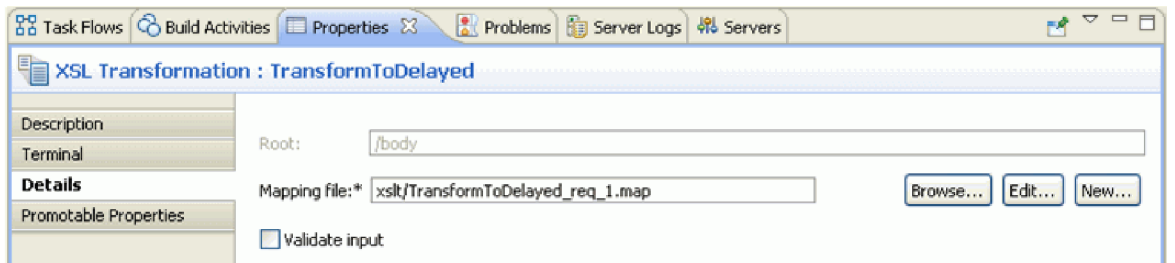 Task Flows Build Activities Properties Problems Server Logs Servers
XSL Transformation : TransformToDelayed
Description
Terminal
Details
Promotable Properties
Root: /body
Mapping file:* xslt/TransformToDelayed_req_1.map Browse... Edit... New...
Validate input